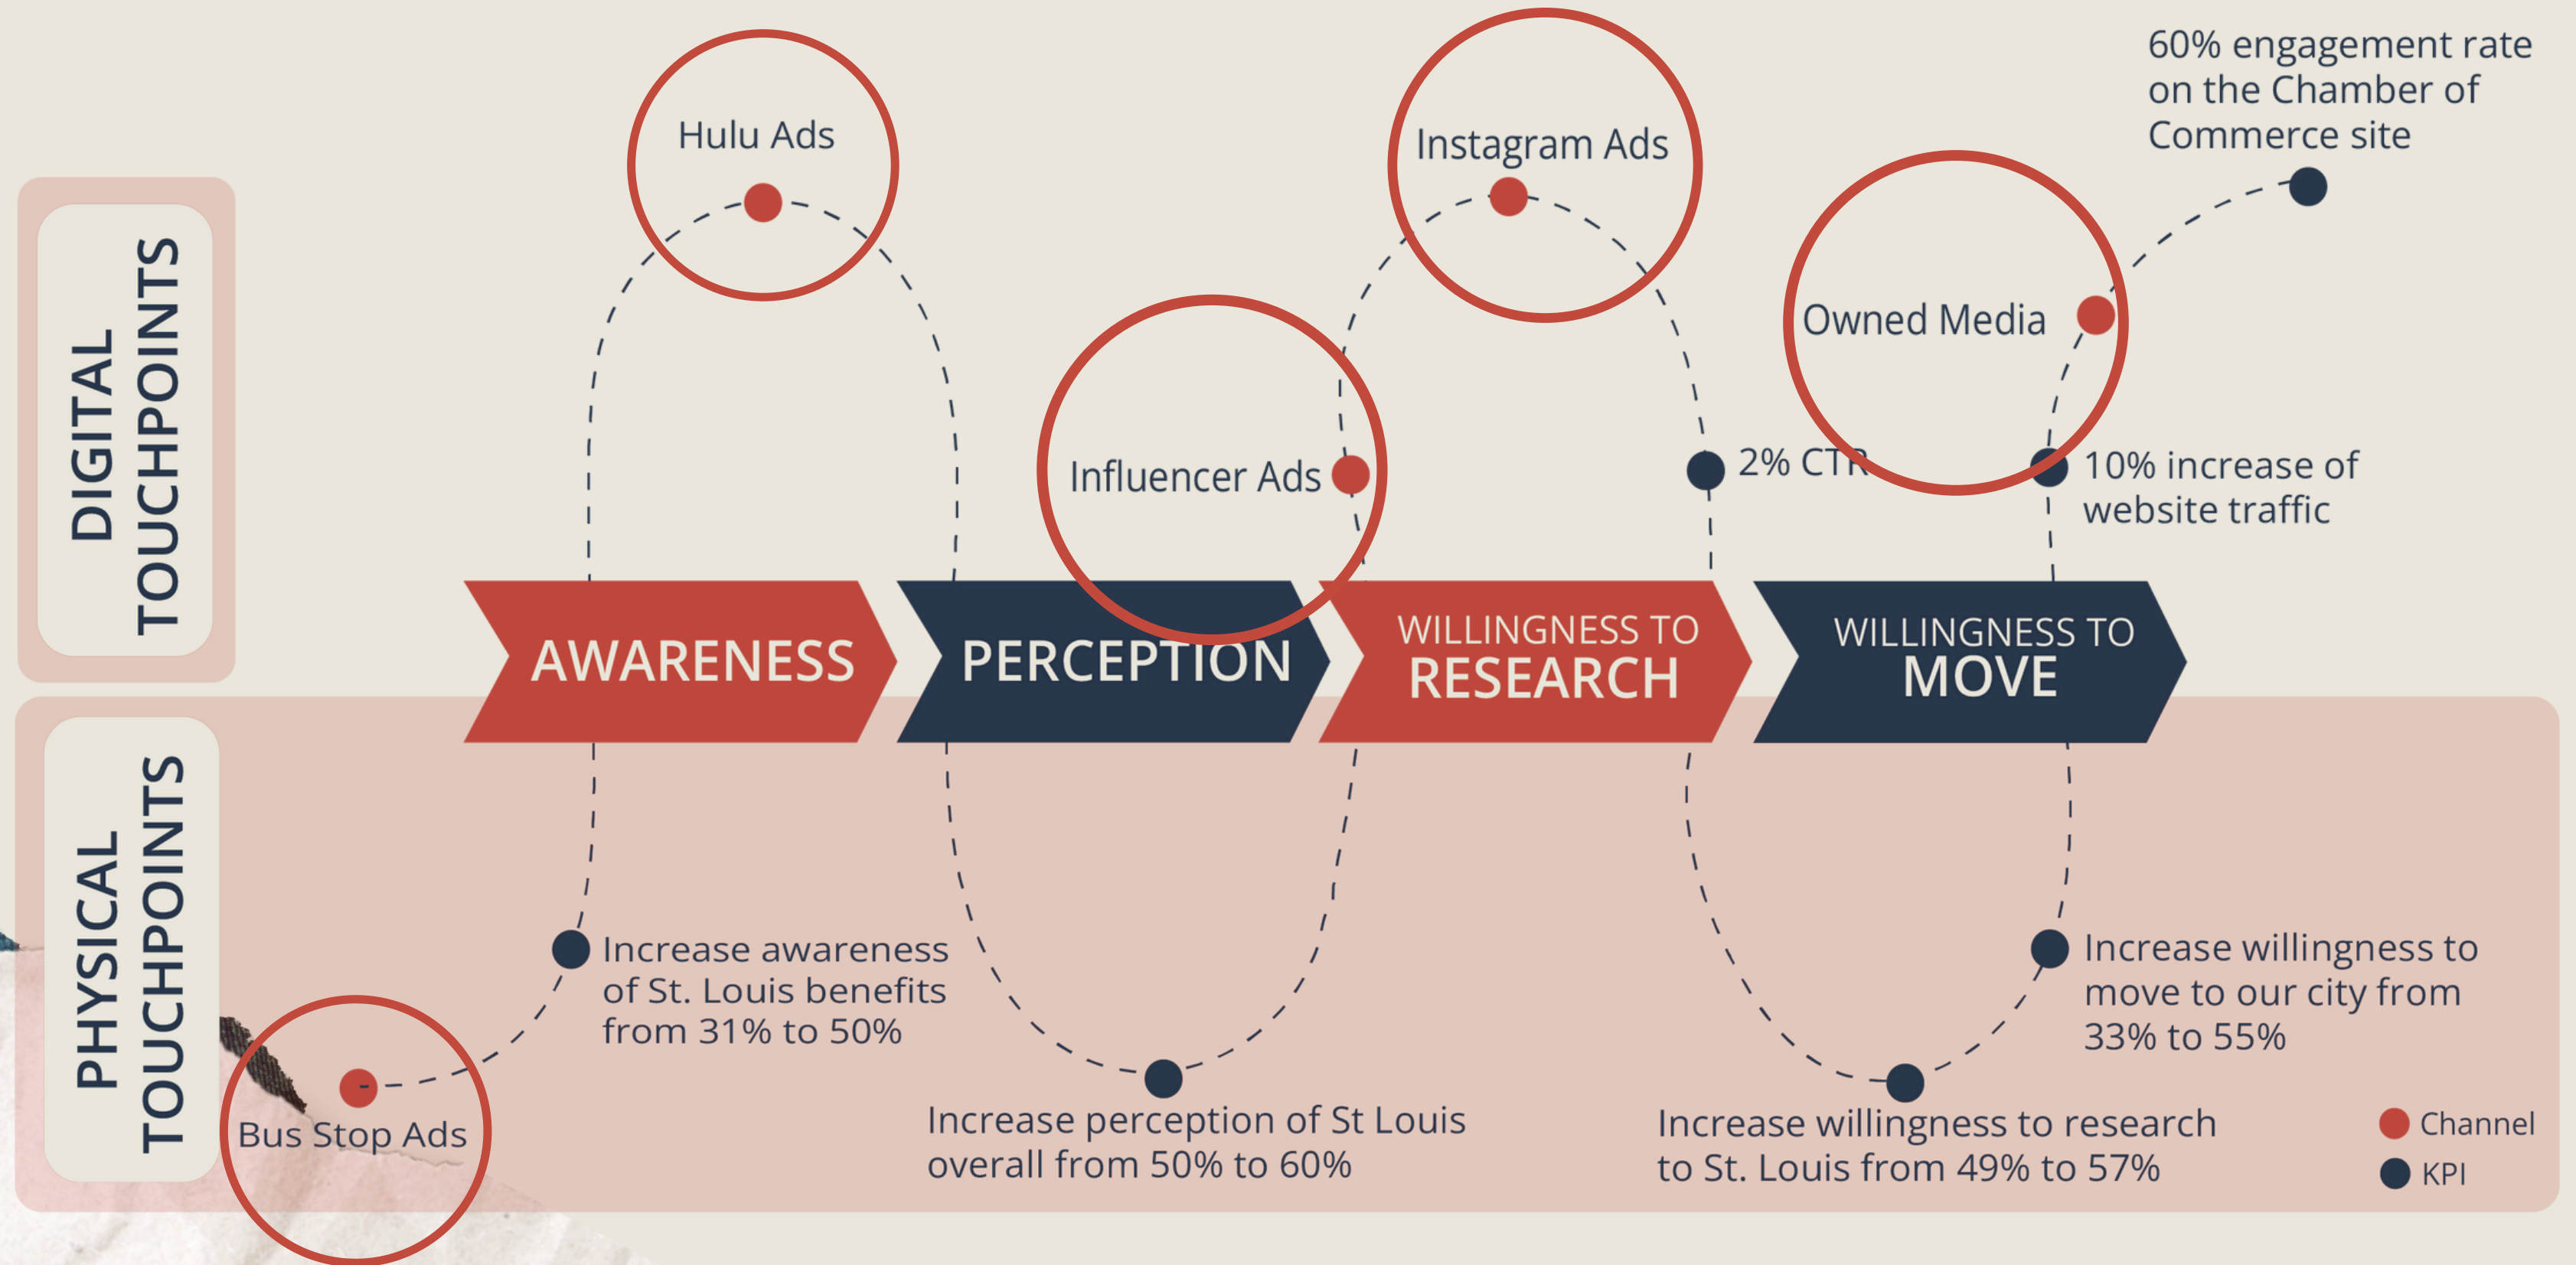 60% engagement rate
on the Chamber of
Commerce site
Hulu Ads
Instagram Ads
Owned Media
Influencer Ads
2% CTR
10% increase of
website traffic
DIGITAL
TOUCHPOINTS
AWARENESS
PERCEPTION
WILLINGNESS TO
RESEARCH
WILLINGNESS TO
MOVE
PHYSICAL
TOUCHPOINTS
Increase awareness
of St. Louis benefits
from 31% to 50%
Bus Stop Ads
Increase perception of St Louis
overall from 50% to 60%
Increase willingness to research
to St. Louis from 49% to 57%
Increase willingness to
move to our city from
33% to 55%
Channel
KPI